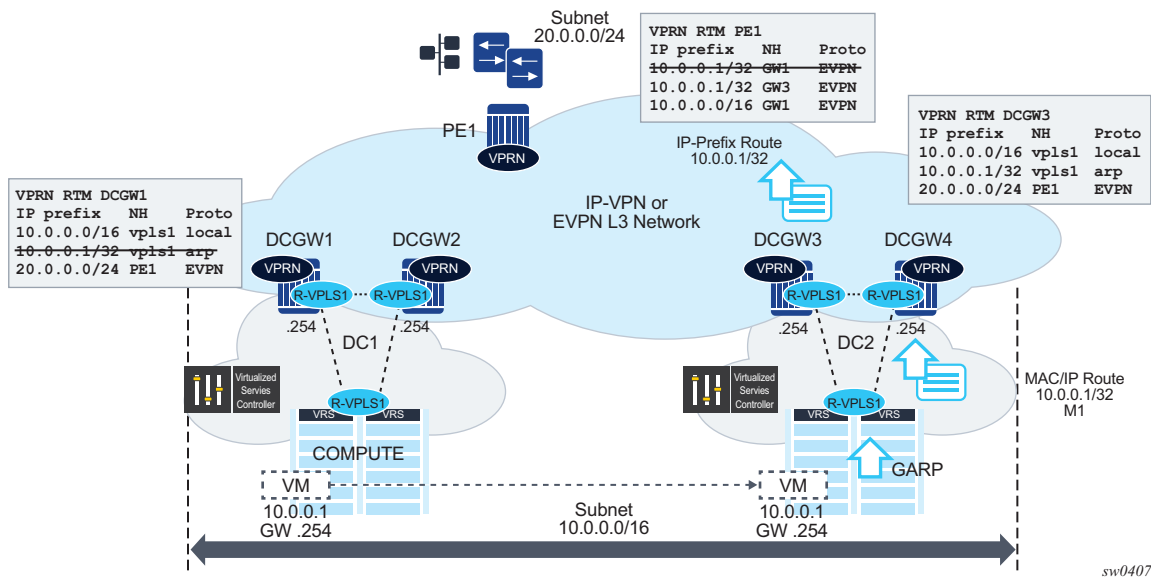 Subnet
20.0.0.0/24
VPRN RTM PE1
IP prefix NH Proto
10.0.0.1/32 GW1 EVPN
10.0.0.1/32 GW3 EVPN
10.0.0.0/16 GW1 EVPN
PE1
VPRN
IP-Prefix Route
10.0.0.1/32
VPRN RTM DCGW3
IP prefix NH Proto
10.0.0.0/16 vpls1 local
10.0.0.1/32 vpls1 arp
20.0.0.0/24 PE1 EVPN
VPRN RTM DCGW1
IP prefix NH Proto
10.0.0.0/16 vpls1 local
10.0.0.1/32 vpls1 arp
20.0.0.0/24 PE1 EVPN
IP-VPN or
EVPN L3 Network
DCGW1
DCGW2
DCGW3
DCGW4
VPRN
VPRN
VPRN
VPRN
R-VPLS1
R-VPLS1
R-VPLS1
R-VPLS1
.254
.254
.254
.254
DC1
DC2
Virtualized
Servies
Controller
Virtualized
Servies
Controller
MAC/IP Route
10.0.0.1/32
M1
R-VPLS1
R-VPLS1
VRS
VRS
VRS
VRS
COMPUTE
GARP
VM
VM
10.0.0.1
GW .254
10.0.0.1
GW .254
Subnet
10.0.0.0/16
sw0407